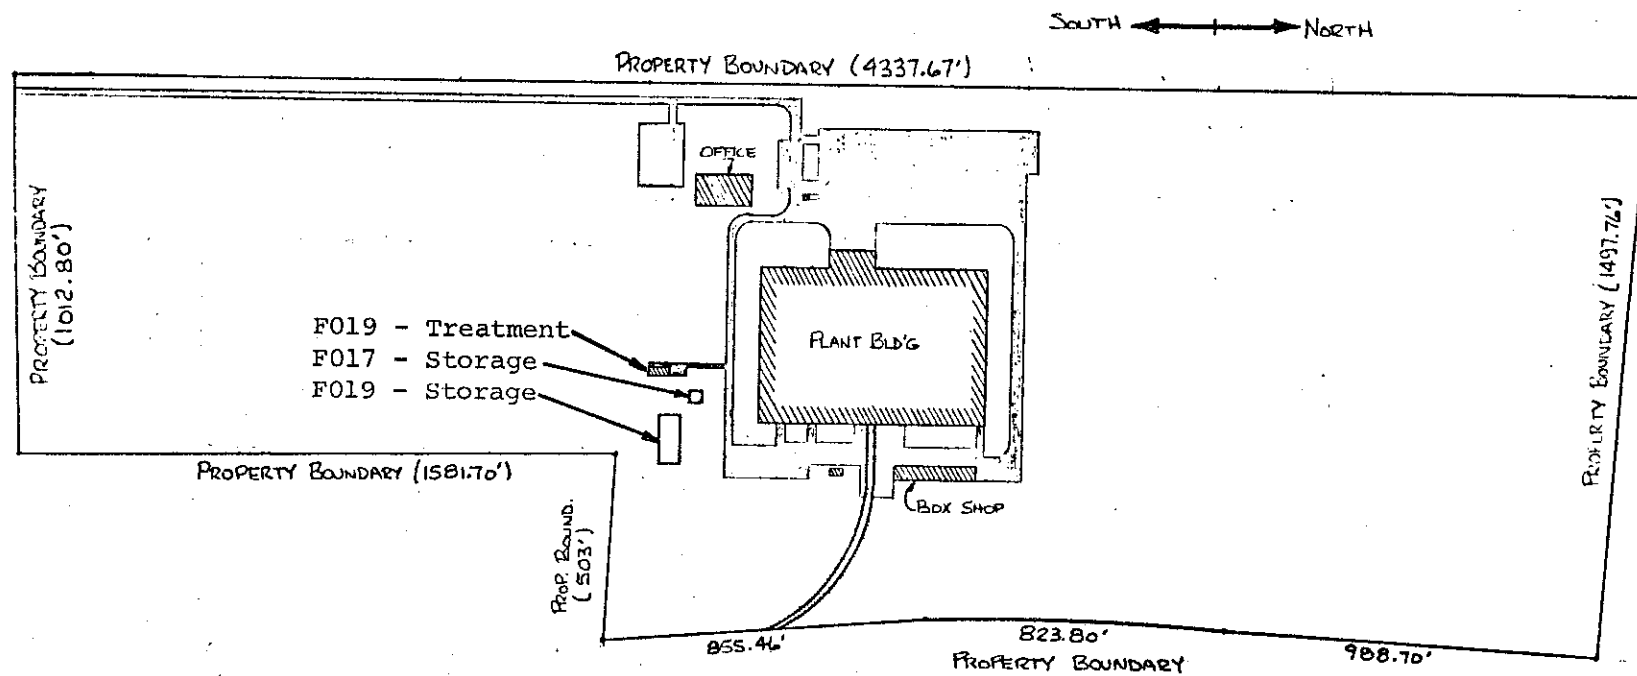 SOUTH NORTH
PROPERTY BOUNDARY (4337.67')
OFFICE
PROPERTY BOUNDARY
(1012.80')
PROPERTY BOUNDARY (1497.76')
F019 - Treatment
F017 - Storage
F019 - Storage
PLANT BLD'G
PROPERTY BOUNDARY (1581.70')
BOX SHOP
PROP. BOUND.
(503')
855.46'
823.80'
988.70'
PROPERTY BOUNDARY